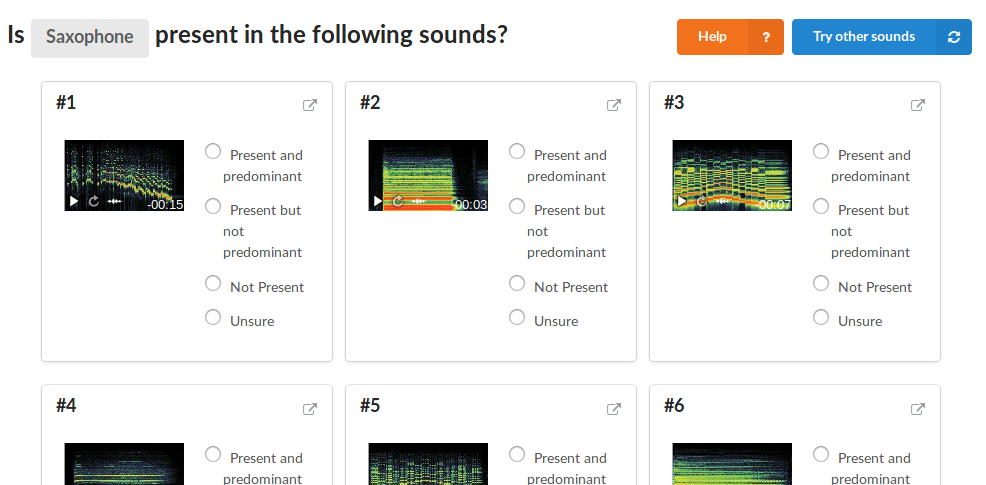 Is Saxophone present in the following sounds?
Help ?
Try other sounds
#1
-00:15
Present and
predominant
Present but
not
predominant
Not Present
Unsure
#2
-00:03
Present and
predominant
Present but
not
predominant
Not Present
Unsure
#3
-00:07
Present and
predominant
Present but
not
predominant
Not Present
Unsure
#4
Present and
predominant
#5
Present and
predominant
#6
Present and
predominant